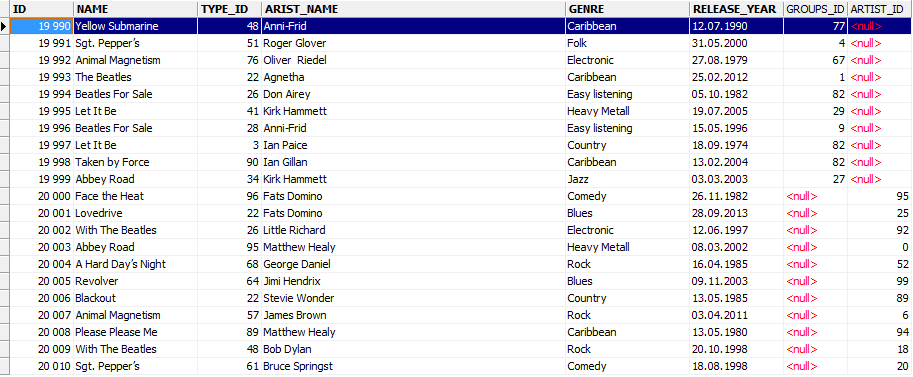 ID NAME TYPE_ID ARIST_NAME GENRE RELEASE_YEAR GROUPS_ID ARTIST_ID
19 990 Yellow Submarine 48 Anni-Frid Caribbean 12.07.1990 77 <null>
19 991 Sgt. Pepper's 51 Roger Glover Folk 31.05.2000 4 <null>
19 992 Animal Magnetism 76 Oliver Riedel Electronic 27.08.1979 67 <null>
19 993 The Beatles 22 Agnetha Caribbean 25.02.2012 1 <null>
19 994 Beatles For Sale 26 Don Airey Easy listening 05.10.1982 82 <null>
19 995 Let It Be 41 Kirk Hammett Heavy Metall 19.07.2005 29 <null>
19 996 Beatles For Sale 28 Anni-Frid Easy listening 15.05.1996 9 <null>
19 997 Let It Be 3 Ian Paice Country 18.09.1974 82 <null>
19 998 Taken by Force 90 Ian Gillan Caribbean 13.02.2004 82 <null>
19 999 Abbey Road 34 Kirk Hammett Jazz 03.03.2003 27 <null>
20 000 Face the Heat 96 Fats Domino Comedy 26.11.1982 <null> 95
20 001 Lovedrive 22 Fats Domino Blues 28.09.2013 <null> 25
20 002 With The Beatles 26 Little Richard Electronic 12.06.1997 <null> 92
20 003 Abbey Road 95 Matthew Healy Heavy Metall 08.03.2002 <null> 0
20 004 A Hard Day's Night 68 George Daniel Rock 16.04.1985 <null> 52
20 005 Revolver 64 Jimi Hendrix Blues 09.11.2003 <null> 99
20 006 Blackout 22 Stevie Wonder Country 13.05.1985 <null> 89
20 007 Animal Magnetism 57 James Brown Rock 03.04.2011 <null> 6
20 008 Please Please Me 89 Matthew Healy Caribbean 13.05.1980 <null> 94
20 009 With The Beatles 48 Bob Dylan Rock 20.10.1998 <null> 18
20 010 Sgt. Pepper's 61 Bruce Springst Comedy 18.08.1998 <null> 20